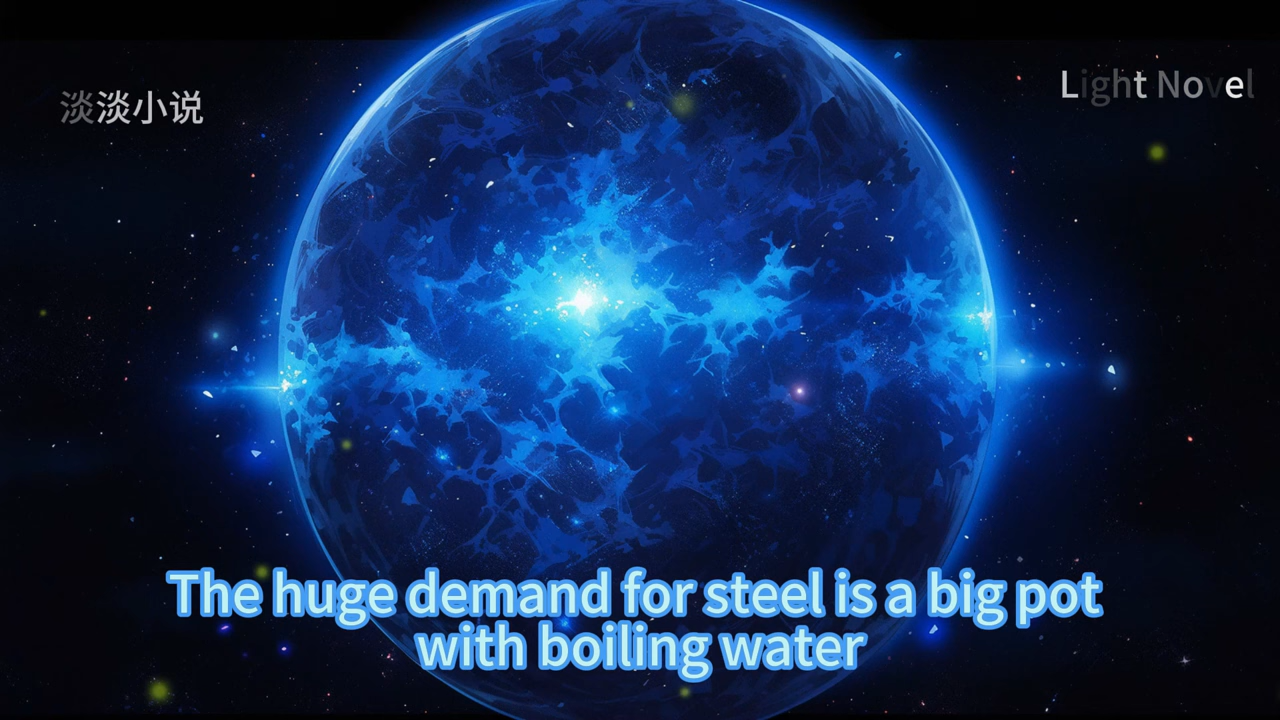 淡淡小说
Light Novel
The huge demand for steel is a big pot
with boiling water